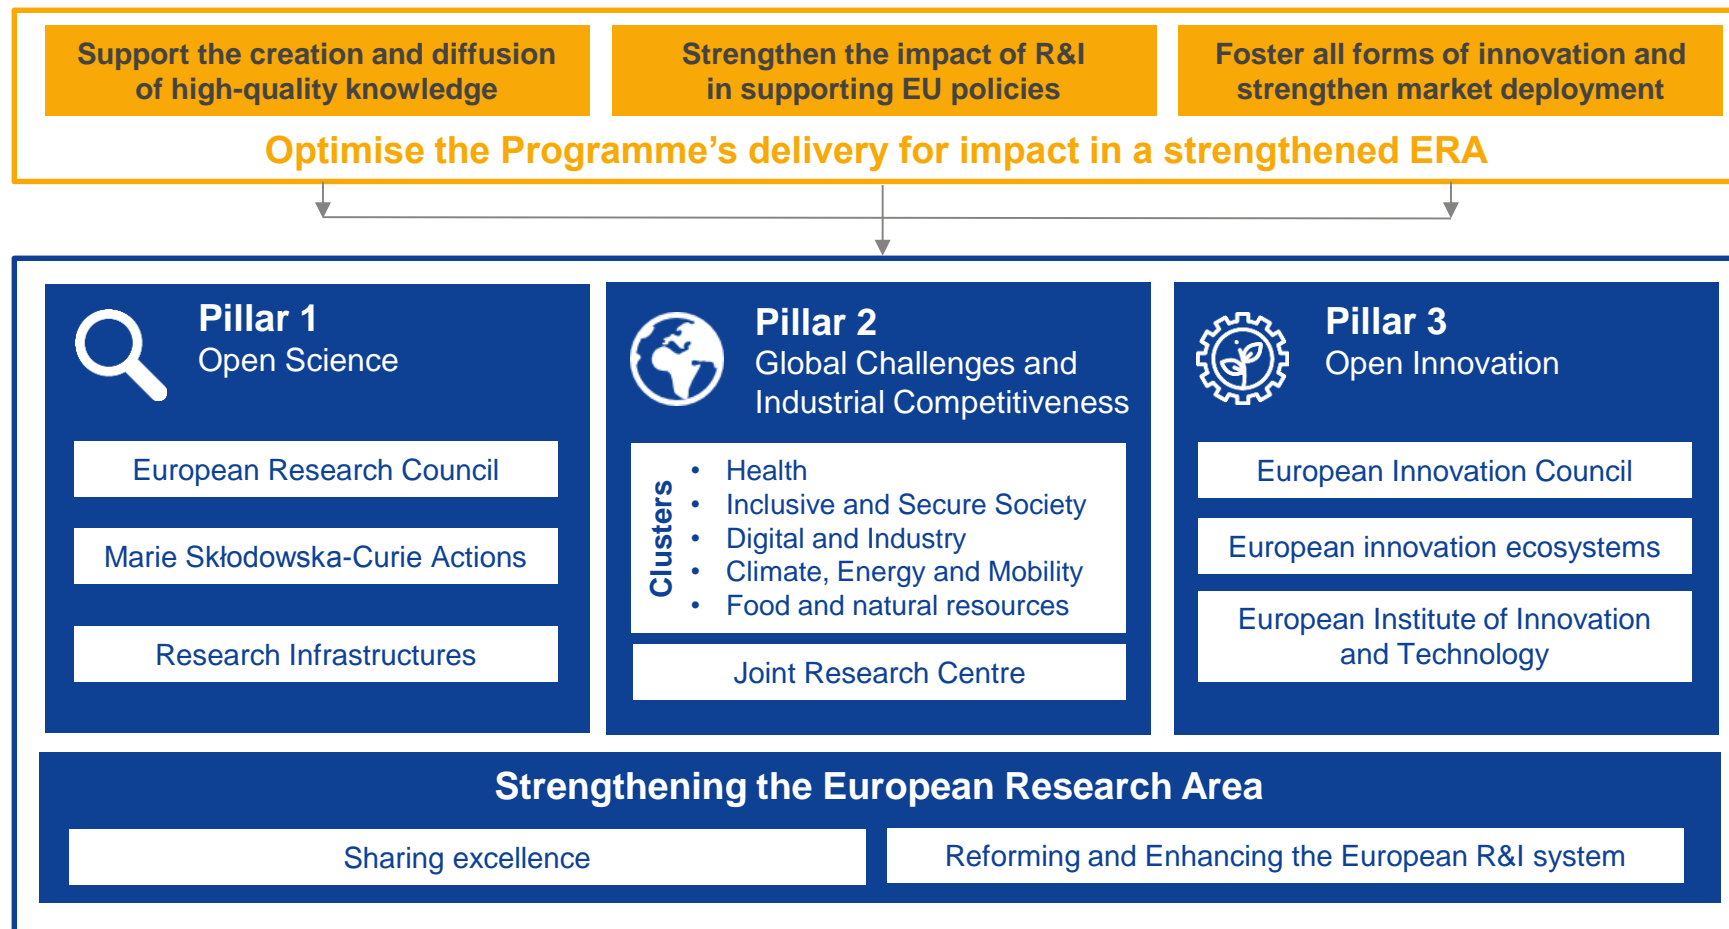 Support the creation and diffusion
of high-quality knowledge
Strengthen the impact of R&I
in supporting EU policies
Foster all forms of innovation and
strengthen market deployment
Optimise the Programme’s delivery for impact in a strengthened ERA
Pillar 1
Open Science
European Research Council
Marie Skłodowska-Curie Actions
Research Infrastructures
Pillar 2
Global Challenges and
Industrial Competitiveness
Clusters
• Health
• Inclusive and Secure Society
• Digital and Industry
• Climate, Energy and Mobility
• Food and natural resources
Joint Research Centre
Pillar 3
Open Innovation
European Innovation Council
European innovation ecosystems
European Institute of Innovation
and Technology
Strengthening the European Research Area
Sharing excellence
Reforming and Enhancing the European R&I system